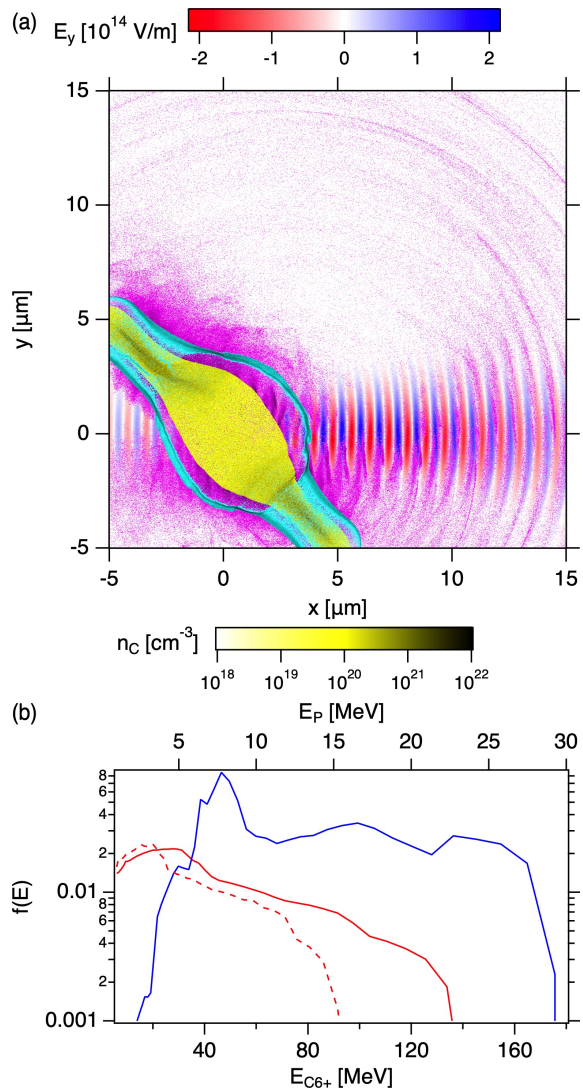 (a)
E_y [10^14 V/m]
-2 -1 0 1 2
15
10
5
0
-5
y [µm]
-5 0 5 10 15
x [µm]
n_C [cm^-3]
10^18 10^19 10^20 10^21 10^22
(b)
E_P [MeV]
5 10 15 20 25 30
8
6
4
2
0.01
8
6
4
2
0.001
f(E)
40 80 120 160
E_C6+ [MeV]